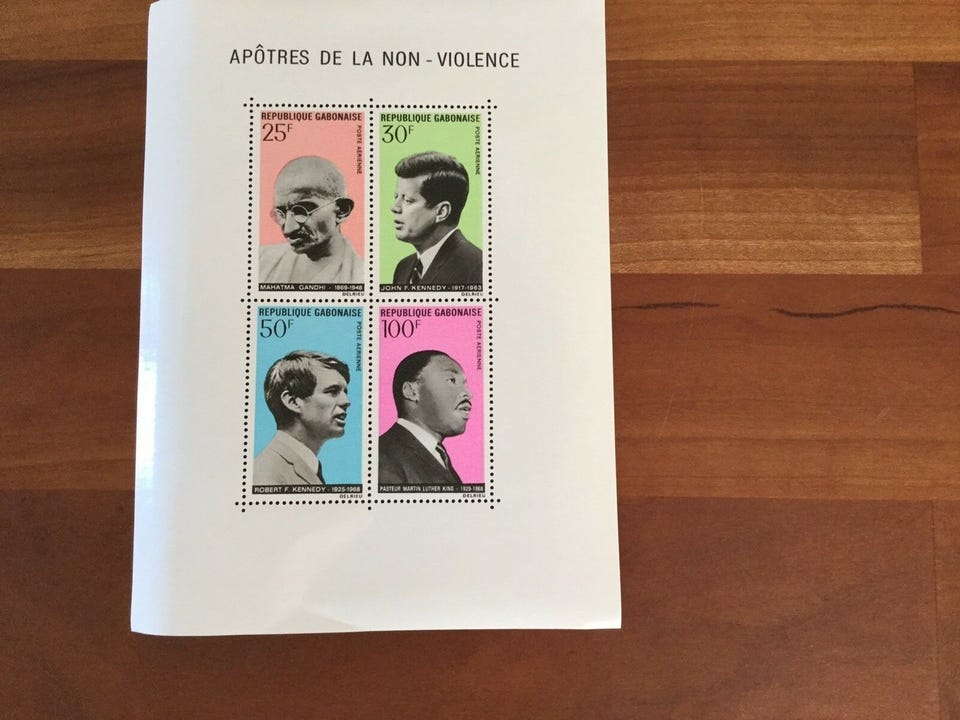 APÔTRES DE LA NON - VIOLENCE
REPUBLIQUE GABONAISE
25F
POSTE AERIENNE
MAHATMA GANDHI - 1869-1948
DELRIEU
REPUBLIQUE GABONAISE
30F
POSTE AERIENNE
JOHN F. KENNEDY - 1917-1963
DELRIEU
REPUBLIQUE GABONAISE
50F
POSTE AERIENNE
ROBERT F. KENNEDY - 1925-1968
DELRIEU
REPUBLIQUE GABONAISE
100F
POSTE AERIENNE
PASTEUR MARTIN LUTHER KING - 1929-1968
DELRIEU